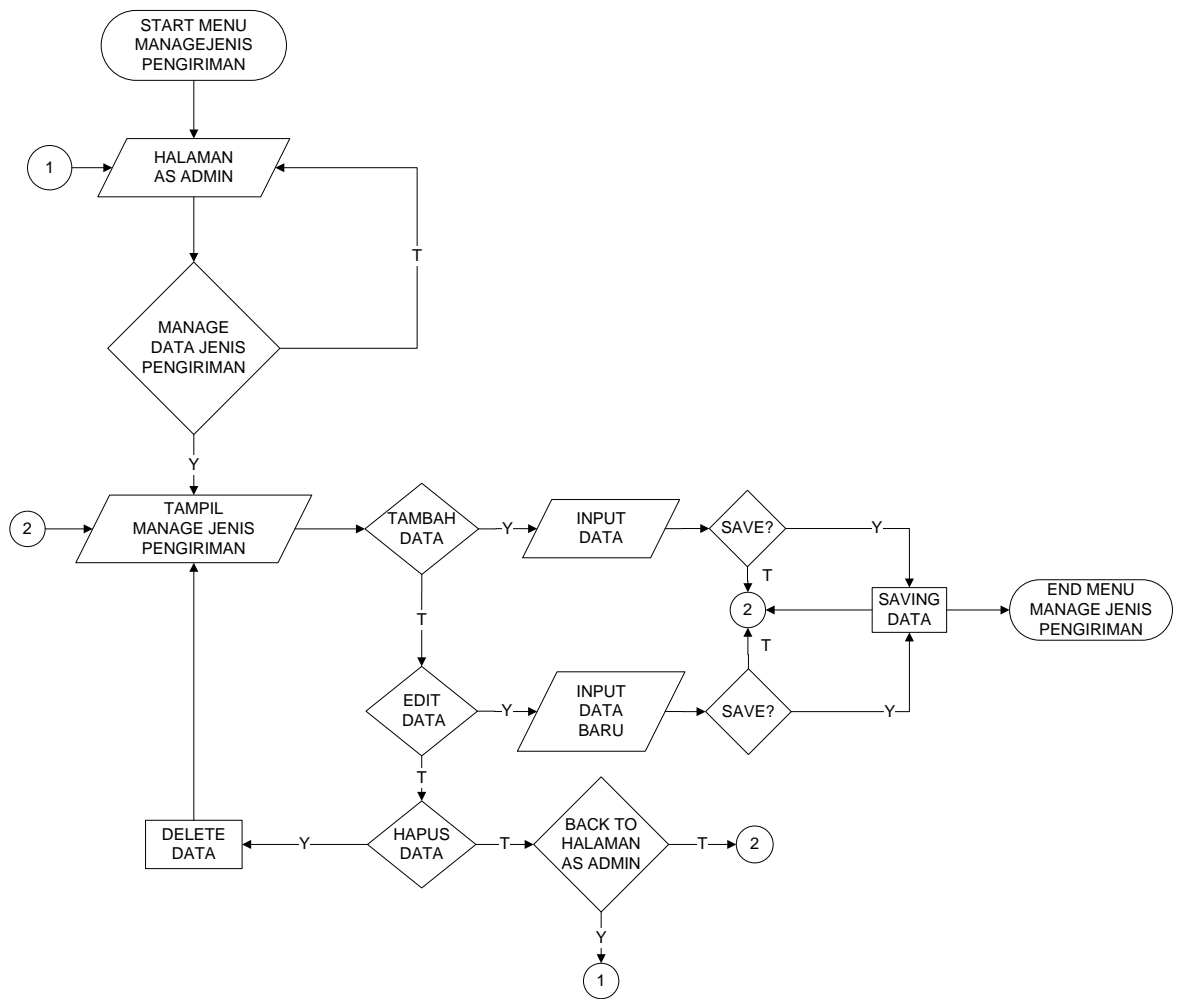 START MENU
MANAGEJENIS
PENGIRIMAN
1
HALAMAN
AS ADMIN
T
MANAGE
DATA JENIS
PENGIRIMAN
Y
2
TAMPIL
MANAGE JENIS
PENGIRIMAN
TAMBAH
DATA
Y
INPUT
DATA
SAVE?
Y
T
2
SAVING
DATA
END MENU
MANAGE JENIS
PENGIRIMAN
T
T
EDIT
DATA
Y
INPUT
DATA
BARU
SAVE?
Y
T
DELETE
DATA
Y
HAPUS
DATA
T
BACK TO
HALAMAN
AS ADMIN
T
2
Y
1